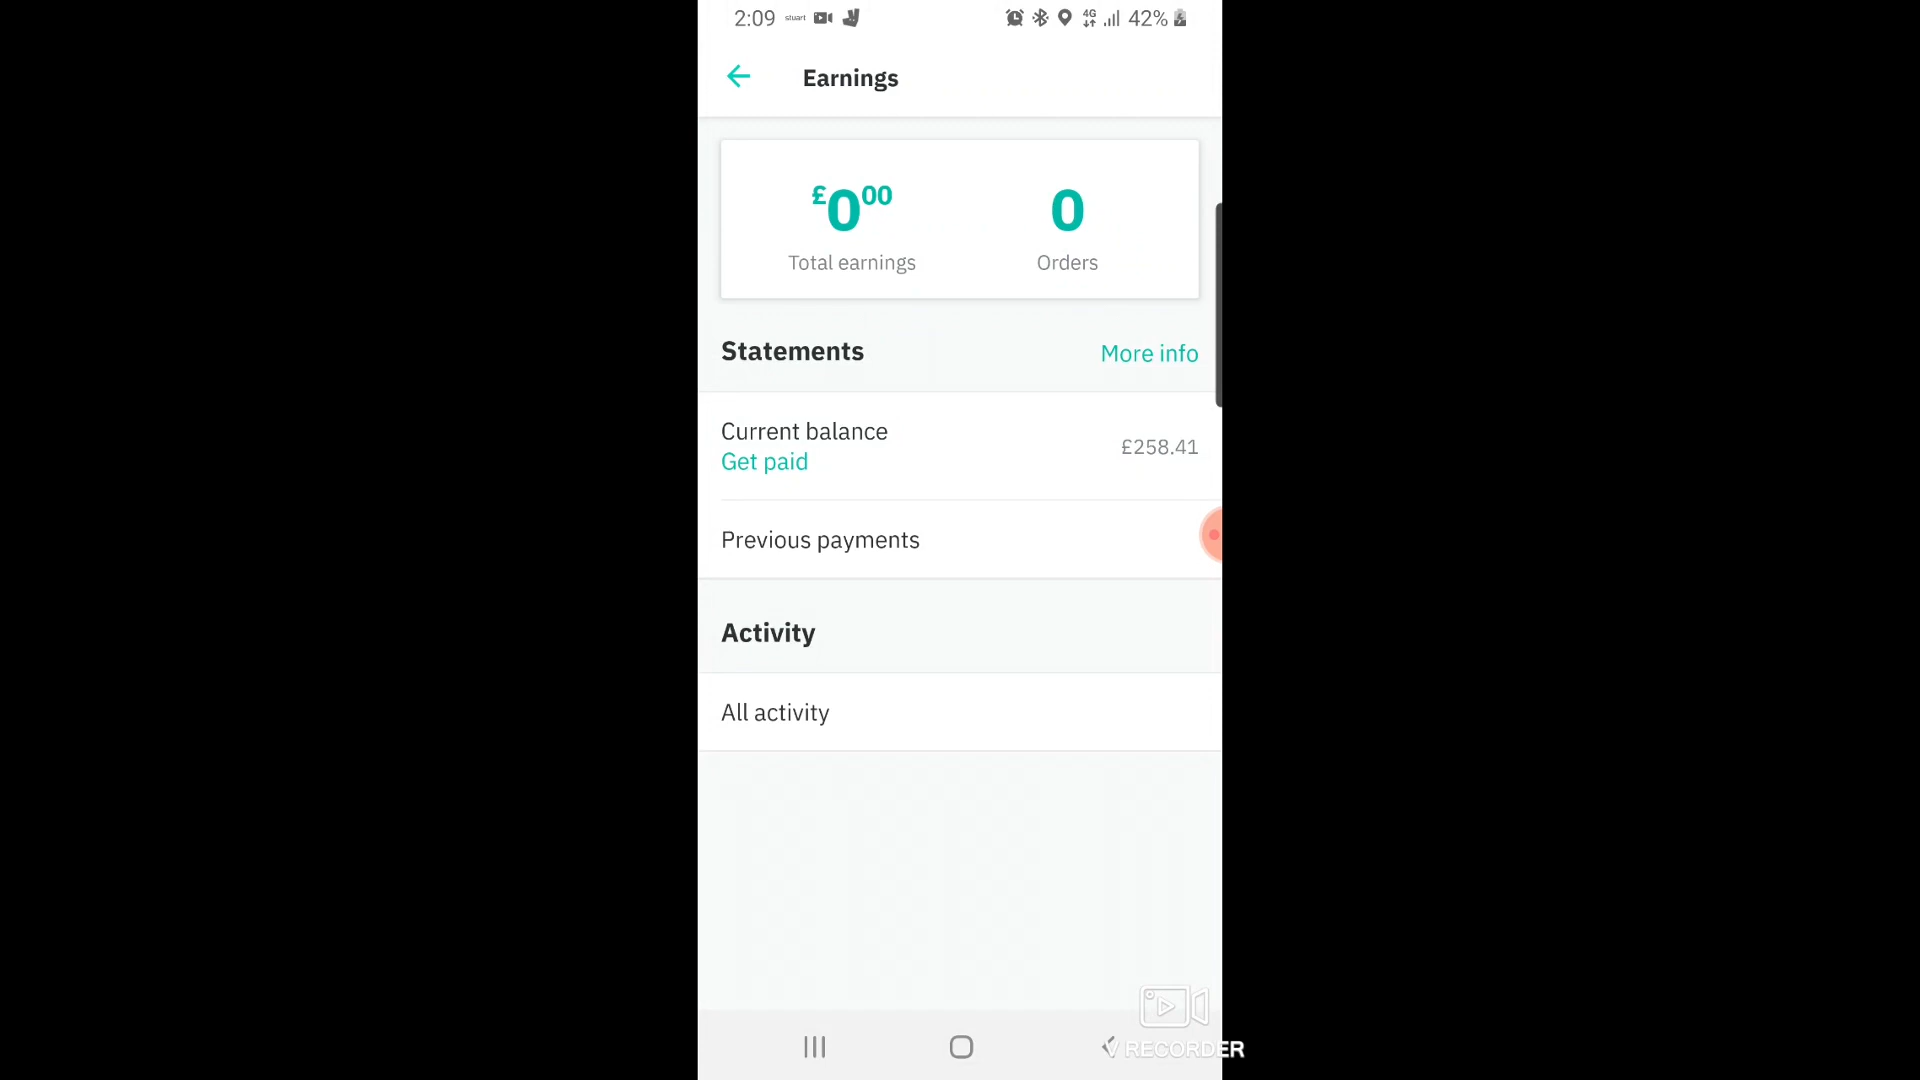 2:09 stuart 4G 42%
Earnings
£000 0
Total earnings Orders
Statements More info
Current balance
Get paid £258.41
Previous payments
Activity
All activity
V RECORDER